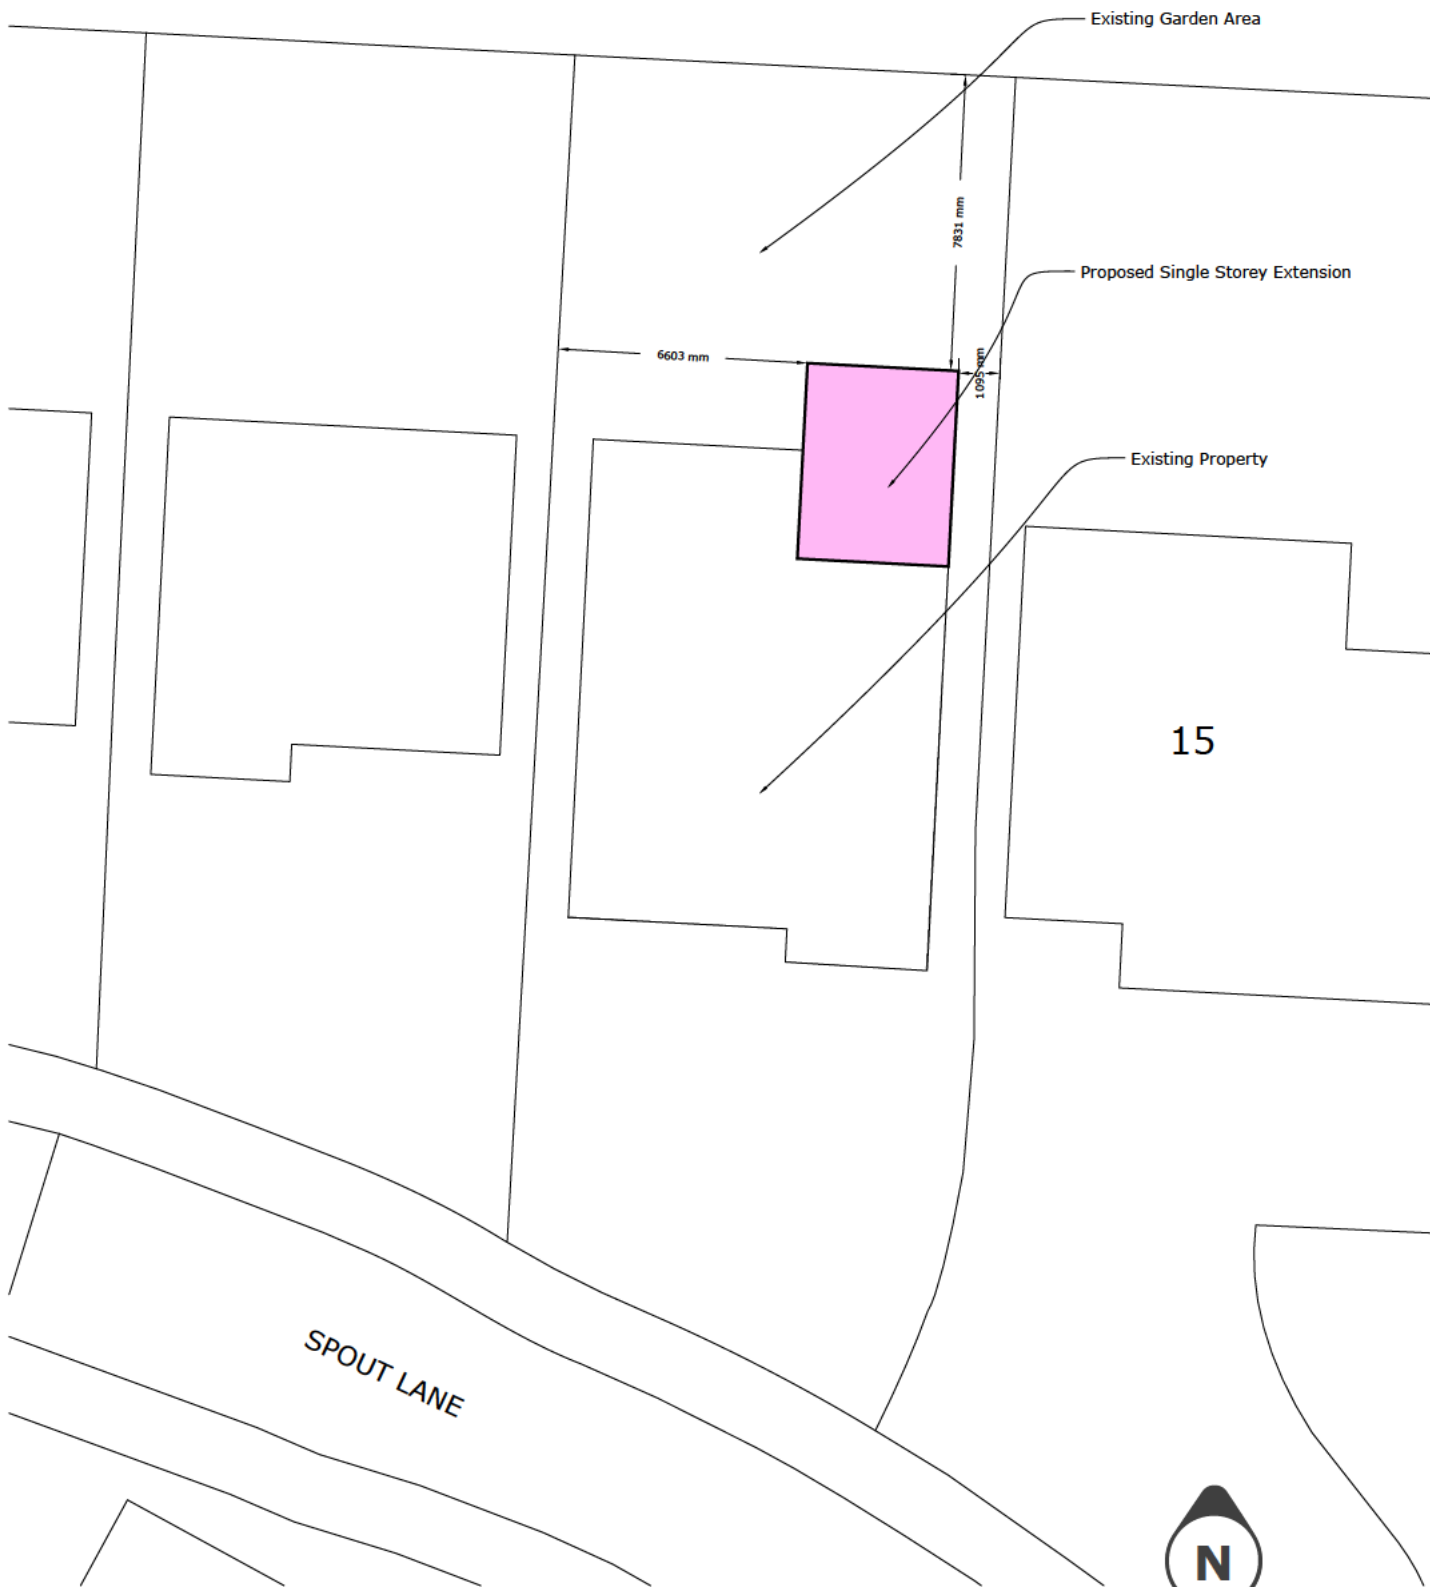 Existing Garden Area
7831 mm
Proposed Single Storey Extension
6603 mm
1095 mm
Existing Property
15
SPOUT LANE
N